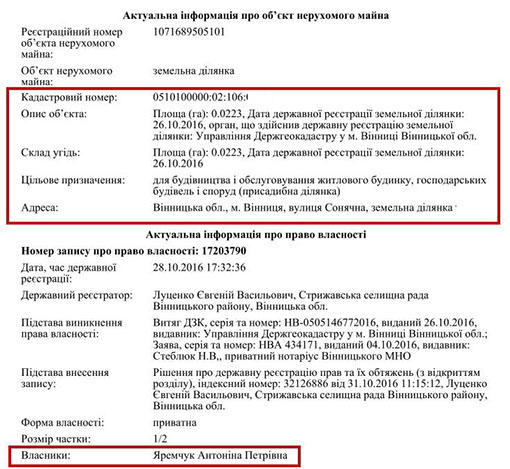 Актуальна інформація про об’єкт нерухомого майна
Реєстраційний номер об’єкта нерухомого майна: 1071689505101
Об’єкт нерухомого майна: земельна ділянка
Кадастровий номер: 0510100000:02:106:
Опис об’єкта: Площа (га): 0.0223, Дата державної реєстрації земельної ділянки:
26.10.2016, орган, що здійснив державну реєстрацію земельної
ділянки: Управління Держгеокадастру у м. Вінниці Вінницької обл.
Склад угідь: Площа (га): 0.0223, Дата державної реєстрації земельної ділянки:
26.10.2016
Цільове призначення: для будівництва і обслуговування житлового будинку, господарських
будівель і споруд (присадибна ділянка)
Адреса: Вінницька обл., м. Вінниця, вулиця Сонячна, земельна ділянка
Актуальна інформація про право власності
Номер запису про право власності: 17203790
Дата, час державної реєстрації: 28.10.2016 17:32:36
Державний реєстратор: Луценко Євгеній Васильович, Стрижавська селищна рада
Вінницького району, Вінницька обл.
Підстава виникнення права власності: Витяг ДЗК, серія та номер: НВ-0505146772016, виданий 26.10.2016,
видавник: Управління Держгеокадастру у м. Вінниці Вінницької обл.;
Заява, серія та номер: НВА 434171, виданий 04.10.2016, видавник:
Стеблюк Н.В,, приватний нотаріус Вінницького МНО
Підстава внесення запису: Рішення про державну реєстрацію прав та їх обтяжень (з відкриттям
розділу), індексний номер: 32126886 від 31.10.2016 11:15:12, Луценко
Євгеній Васильович, Стрижавська селищна рада Вінницького району,
Вінницька обл.
Форма власності: приватна
Розмір частки: 1/2
Власники: Яремчук Антоніна Петрівна